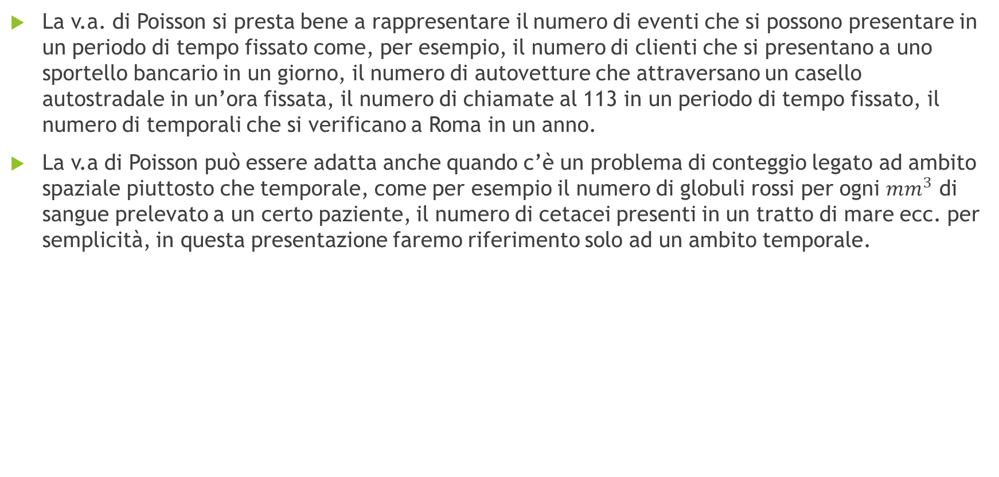 La v.a. di Poisson si presta bene a rappresentare il numero di eventi che si possono presentare in
un periodo di tempo fissato come, per esempio, il numero di clienti che si presentano a uno
sportello bancario in un giorno, il numero di autovetture che attraversano un casello
autostradale in un’ora fissata, il numero di chiamate al 113 in un periodo di tempo fissato, il
numero di temporali che si verificano a Roma in un anno.
La v.a di Poisson può essere adatta anche quando c’è un problema di conteggio legato ad ambito
spaziale piuttosto che temporale, come per esempio il numero di globuli rossi per ogni 𝑚𝑚³ di
sangue prelevato a un certo paziente, il numero di cetacei presenti in un tratto di mare ecc. per
semplicità, in questa presentazione faremo riferimento solo ad un ambito temporale.